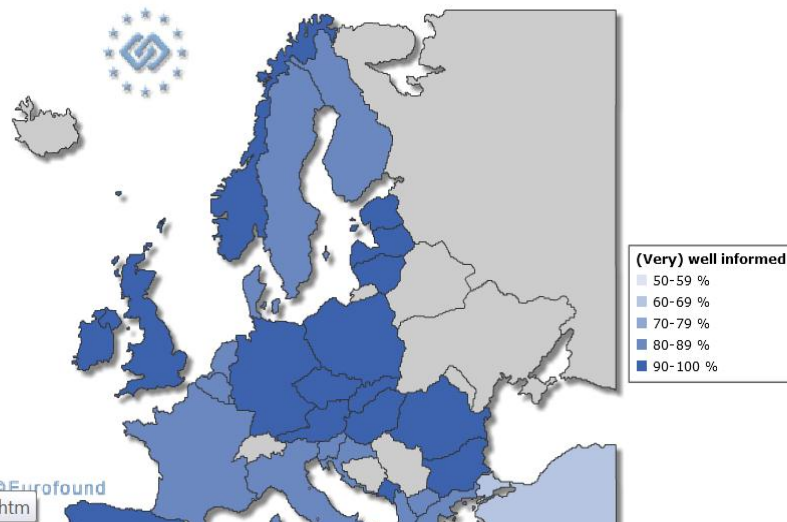 (Very) well informed
50-59 %
60-69 %
70-79 %
80-89 %
90-100 %
Eurofound
htm